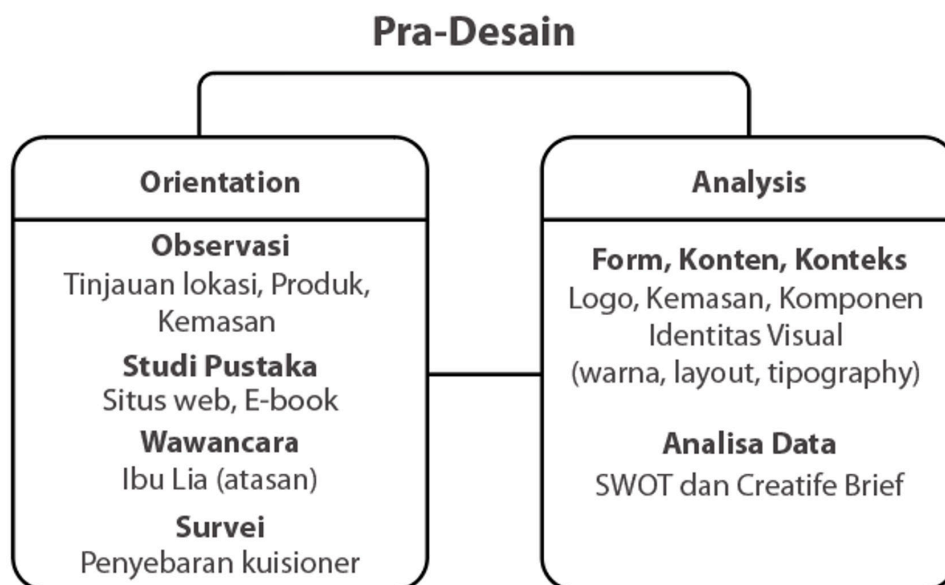 Pra-Desain
Orientation
Observasi
Tinjauan lokasi, Produk,
Kemasan
Studi Pustaka
Situs web, E-book
Wawancara
Ibu Lia (atasan)
Survei
Penyebaran kuisioner
Analysis
Form, Konten, Konteks
Logo, Kemasan, Komponen
Identitas Visual
(warna, layout, tipography)
Analisa Data
SWOT dan Creatife Brief